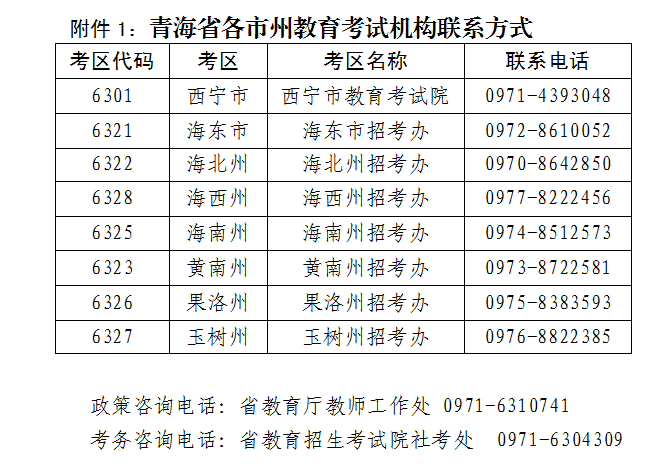 附件 1：青海省各市州教育考试机构联系方式
考区代码 考区 考区名称 联系电话
6301 西宁市 西宁市教育考试院 0971-4393048
6321 海东市 海东市招考办 0972-8610052
6322 海北州 海北州招考办 0970-8642850
6328 海西州 海西州招考办 0977-8222456
6325 海南州 海南州招考办 0974-8512573
6323 黄南州 黄南州招考办 0973-8722581
6326 果洛州 果洛州招考办 0975-8383593
6327 玉树州 玉树州招考办 0976-8822385
政策咨询电话：省教育厅教师工作处 0971-6310741
考务咨询电话：省教育招生考试院社考处 0971-6304309